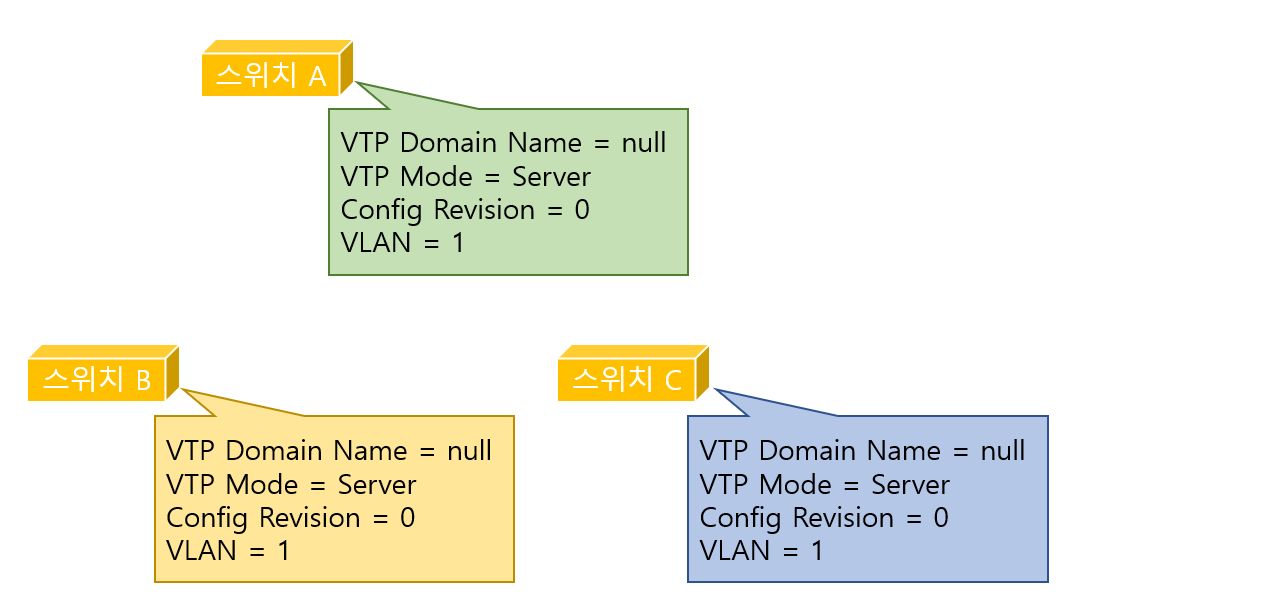 스위치 A
VTP Domain Name = null
VTP Mode = Server
Config Revision = 0
VLAN = 1
스위치 B
VTP Domain Name = null
VTP Mode = Server
Config Revision = 0
VLAN = 1
스위치 C
VTP Domain Name = null
VTP Mode = Server
Config Revision = 0
VLAN = 1